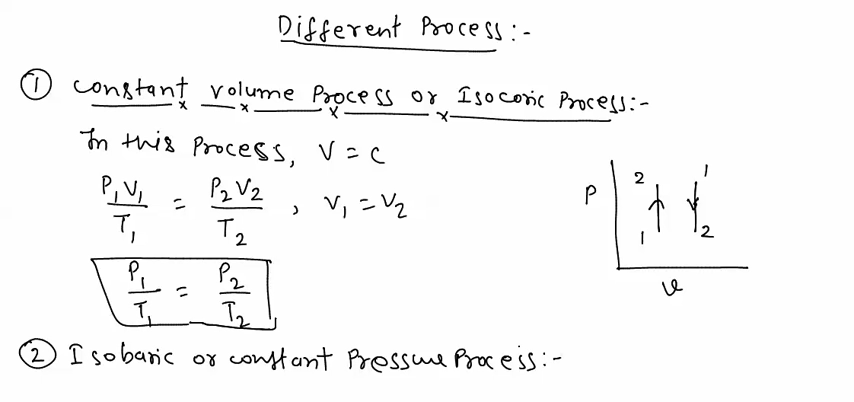 Different Process:-
① Constant volume Process or Isocoric Process:-
In this Process, V = C
P₁V₁/T₁ = P₂V₂/T₂ , V₁ = V₂
P₁/T₁ = P₂/T₂
P 2 1 1 2
v
② Isobaric or constant Pressure Process:-